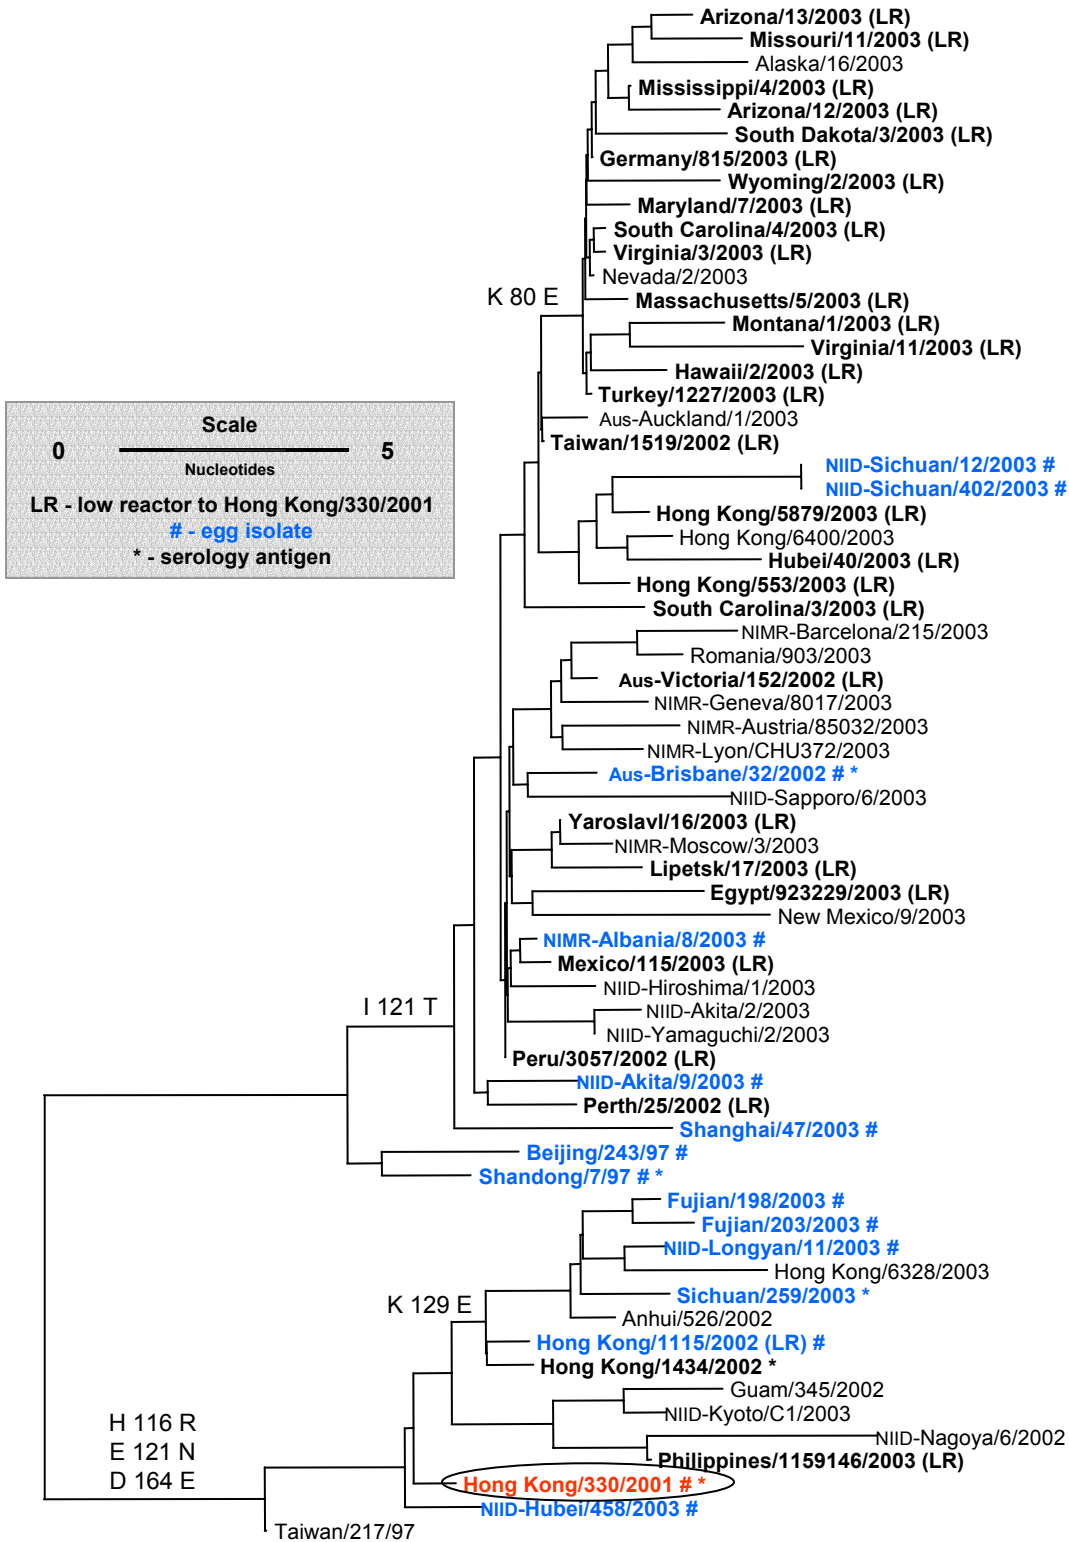 Arizona/13/2003 (LR)
Missouri/11/2003 (LR)
Alaska/16/2003
Mississippi/4/2003 (LR)
Arizona/12/2003 (LR)
South Dakota/3/2003 (LR)
Germany/815/2003 (LR)
Wyoming/2/2003 (LR)
Maryland/7/2003 (LR)
South Carolina/4/2003 (LR)
Virginia/3/2003 (LR)
Nevada/2/2003
K 80 E
Massachusetts/5/2003 (LR)
Montana/1/2003 (LR)
Virginia/11/2003 (LR)
Hawaii/2/2003 (LR)
Turkey/1227/2003 (LR)
Aus-Auckland/1/2003
Taiwan/1519/2002 (LR)
Scale
0 5
Nucleotides
LR - low reactor to Hong Kong/330/2001
# - egg isolate
* - serology antigen
NIID-Sichuan/12/2003 #
NIID-Sichuan/402/2003 #
Hong Kong/5879/2003 (LR)
Hong Kong/6400/2003
Hubei/40/2003 (LR)
Hong Kong/553/2003 (LR)
South Carolina/3/2003 (LR)
NIMR-Barcelona/215/2003
Romania/903/2003
Aus-Victoria/152/2002 (LR)
NIMR-Geneva/8017/2003
NIMR-Austria/85032/2003
NIMR-Lyon/CHU372/2003
Aus-Brisbane/32/2002 # *
NIID-Sapporo/6/2003
Yaroslavl/16/2003 (LR)
NIMR-Moscow/3/2003
Lipetsk/17/2003 (LR)
Egypt/923229/2003 (LR)
New Mexico/9/2003
NIMR-Albania/8/2003 #
Mexico/115/2003 (LR)
NIID-Hiroshima/1/2003
I 121 T
NIID-Akita/2/2003
NIID-Yamaguchi/2/2003
Peru/3057/2002 (LR)
NIID-Akita/9/2003 #
Perth/25/2002 (LR)
Shanghai/47/2003 #
Beijing/243/97 #
Shandong/7/97 # *
Fujian/198/2003 #
Fujian/203/2003 #
NIID-Longyan/11/2003 #
Hong Kong/6328/2003
Sichuan/259/2003 *
K 129 E
Anhui/526/2002
Hong Kong/1115/2002 (LR) #
Hong Kong/1434/2002 *
Guam/345/2002
NIID-Kyoto/C1/2003
H 116 R
E 121 N
D 164 E
NIID-Nagoya/6/2002
Philippines/1159146/2003 (LR)
Hong Kong/330/2001 # *
NIID-Hubei/458/2003 #
Taiwan/217/97